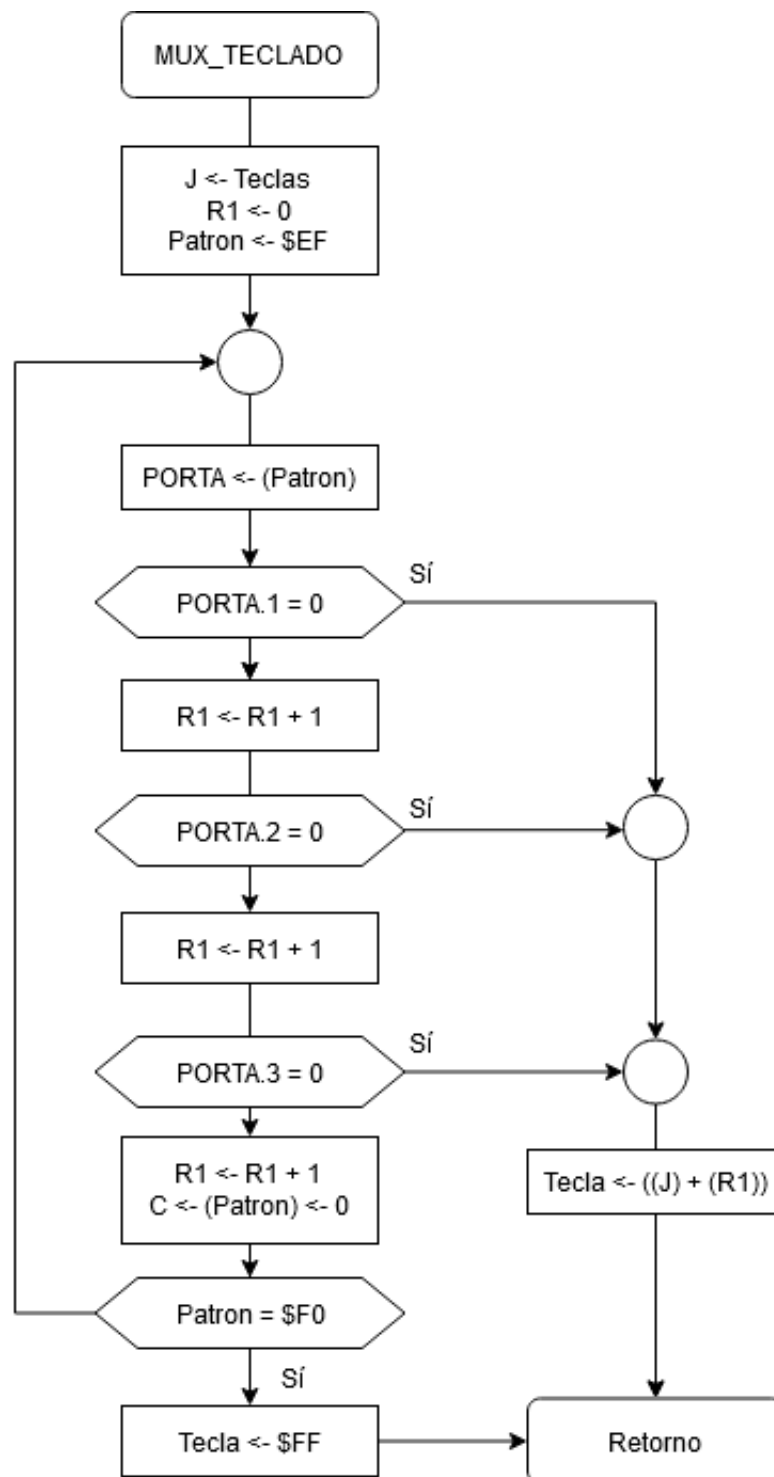 MUX_TECLADO
J <- Teclas
R1 <- 0
Patron <- $EF
PORTA <- (Patron)
Sí
PORTA.1 = 0
R1 <- R1 + 1
Sí
PORTA.2 = 0
R1 <- R1 + 1
Sí
PORTA.3 = 0
R1 <- R1 + 1
C <- (Patron) <- 0
Tecla <- ((J) + (R1))
Patron = $F0
Sí
Tecla <- $FF
Retorno